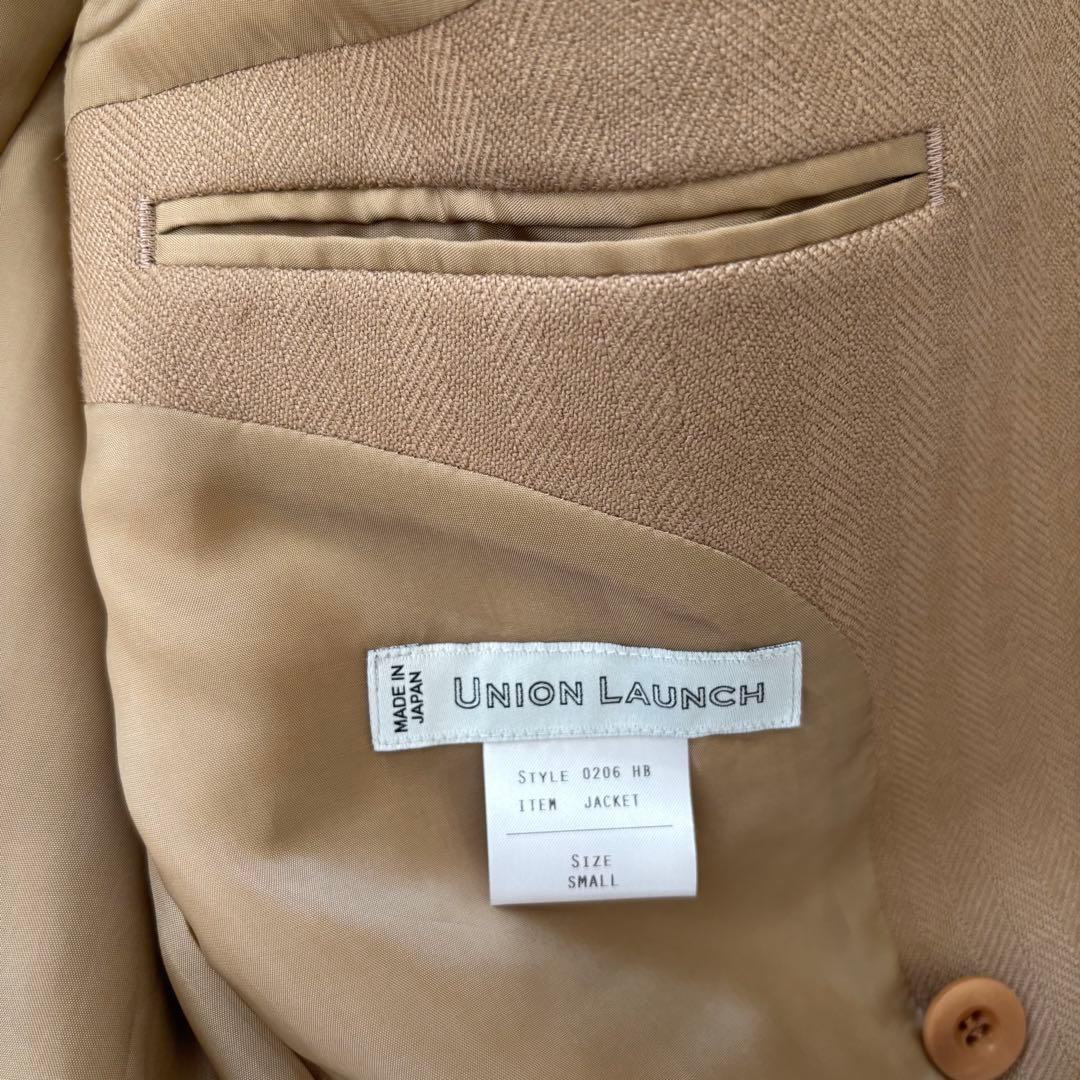 MADE IN
JAPAN
UNION LAUNCH
STYLE 0206 HB
ITEM JACKET
SIZE
SMALL